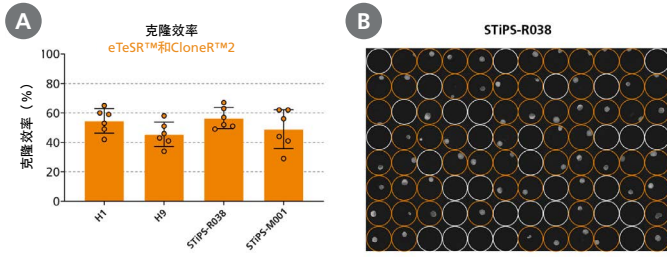 A
克隆效率
eTeSR™和CloneR™2
克隆效率（%）
100
80
60
40
20
0
H1
H9
STiPS-R038
STiPS-M001
B
STiPS-R038